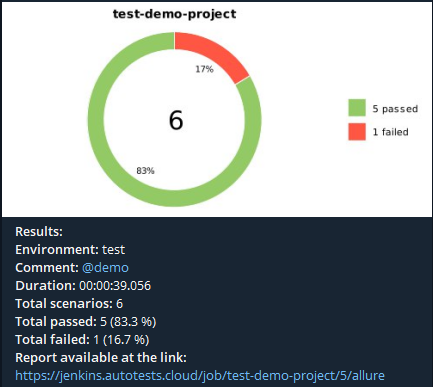 test-demo-project
17%
5 passed
6
1 failed
83%
Results:
Environment: test
Comment: @demo
Duration: 00:00:39.056
Total scenarios: 6
Total passed: 5 (83.3 %)
Total failed: 1 (16.7 %)
Report available at the link:
https://jenkins.autotests.cloud/job/test-demo-project/5/allure